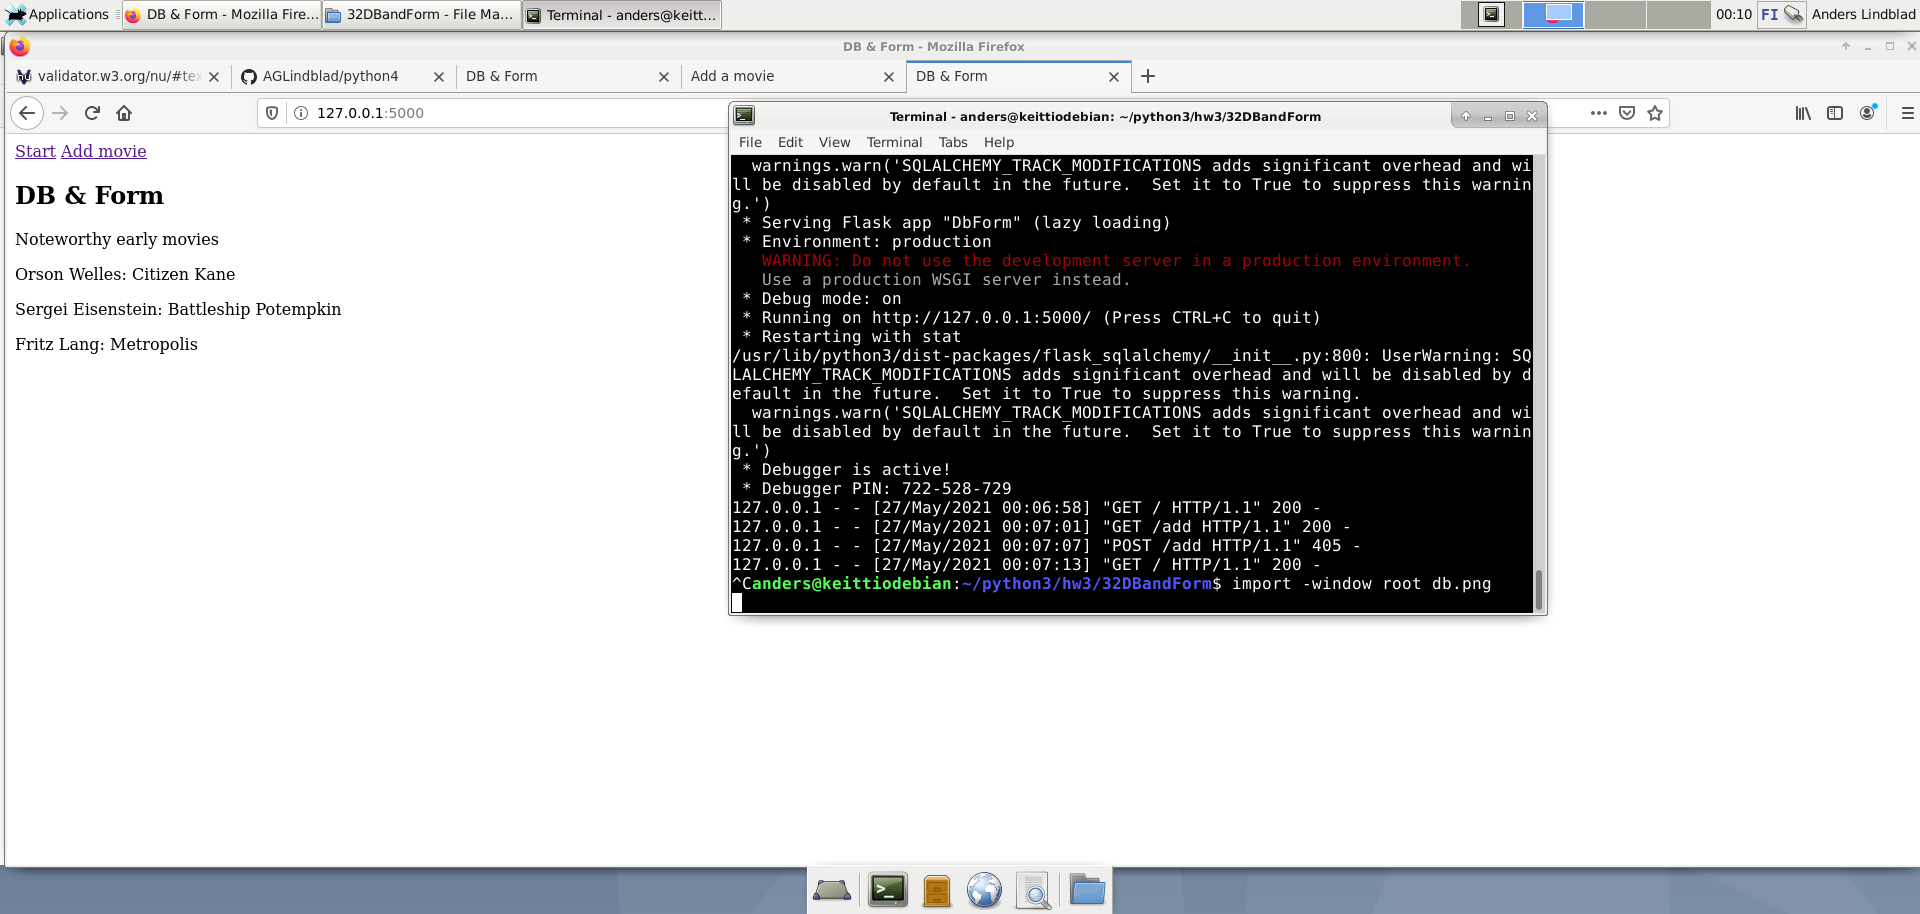 Applications
DB & Form - Mozilla Fire...
32DBandForm - File Ma...
Terminal - anders@keitt...
00:10
FI
Anders Lindblad
DB & Form - Mozilla Firefox
validator.w3.org/nu/#tex
AGLindblad/python4
DB & Form
Add a movie
DB & Form
127.0.0.1:5000
Start Add movie
DB & Form
Noteworthy early movies
Orson Welles: Citizen Kane
Sergei Eisenstein: Battleship Potempkin
Fritz Lang: Metropolis
Terminal - anders@keittiodebian: ~/python3/hw3/32DBandForm
File Edit View Terminal Tabs Help
warnings.warn('SQLALCHEMY_TRACK_MODIFICATIONS adds significant overhead and wi
ll be disabled by default in the future.  Set it to True to suppress this warnin
g.')
* Serving Flask app "DbForm" (lazy loading)
* Environment: production
WARNING: Do not use the development server in a production environment.
Use a production WSGI server instead.
* Debug mode: on
* Running on http://127.0.0.1:5000/ (Press CTRL+C to quit)
* Restarting with stat
/usr/lib/python3/dist-packages/flask_sqlalchemy/__init__.py:800: UserWarning: SQ
LALCHEMY_TRACK_MODIFICATIONS adds significant overhead and will be disabled by d
efault in the future.  Set it to True to suppress this warning.
warnings.warn('SQLALCHEMY_TRACK_MODIFICATIONS adds significant overhead and wi
ll be disabled by default in the future.  Set it to True to suppress this warnin
g.')
* Debugger is active!
* Debugger PIN: 722-528-729
127.0.0.1 - - [27/May/2021 00:06:58] "GET / HTTP/1.1" 200 -
127.0.0.1 - - [27/May/2021 00:07:01] "GET /add HTTP/1.1" 200 -
127.0.0.1 - - [27/May/2021 00:07:07] "POST /add HTTP/1.1" 405 -
127.0.0.1 - - [27/May/2021 00:07:13] "GET / HTTP/1.1" 200 -
^Canders@keittiodebian:~/python3/hw3/32DBandForm$ import -window root db.png